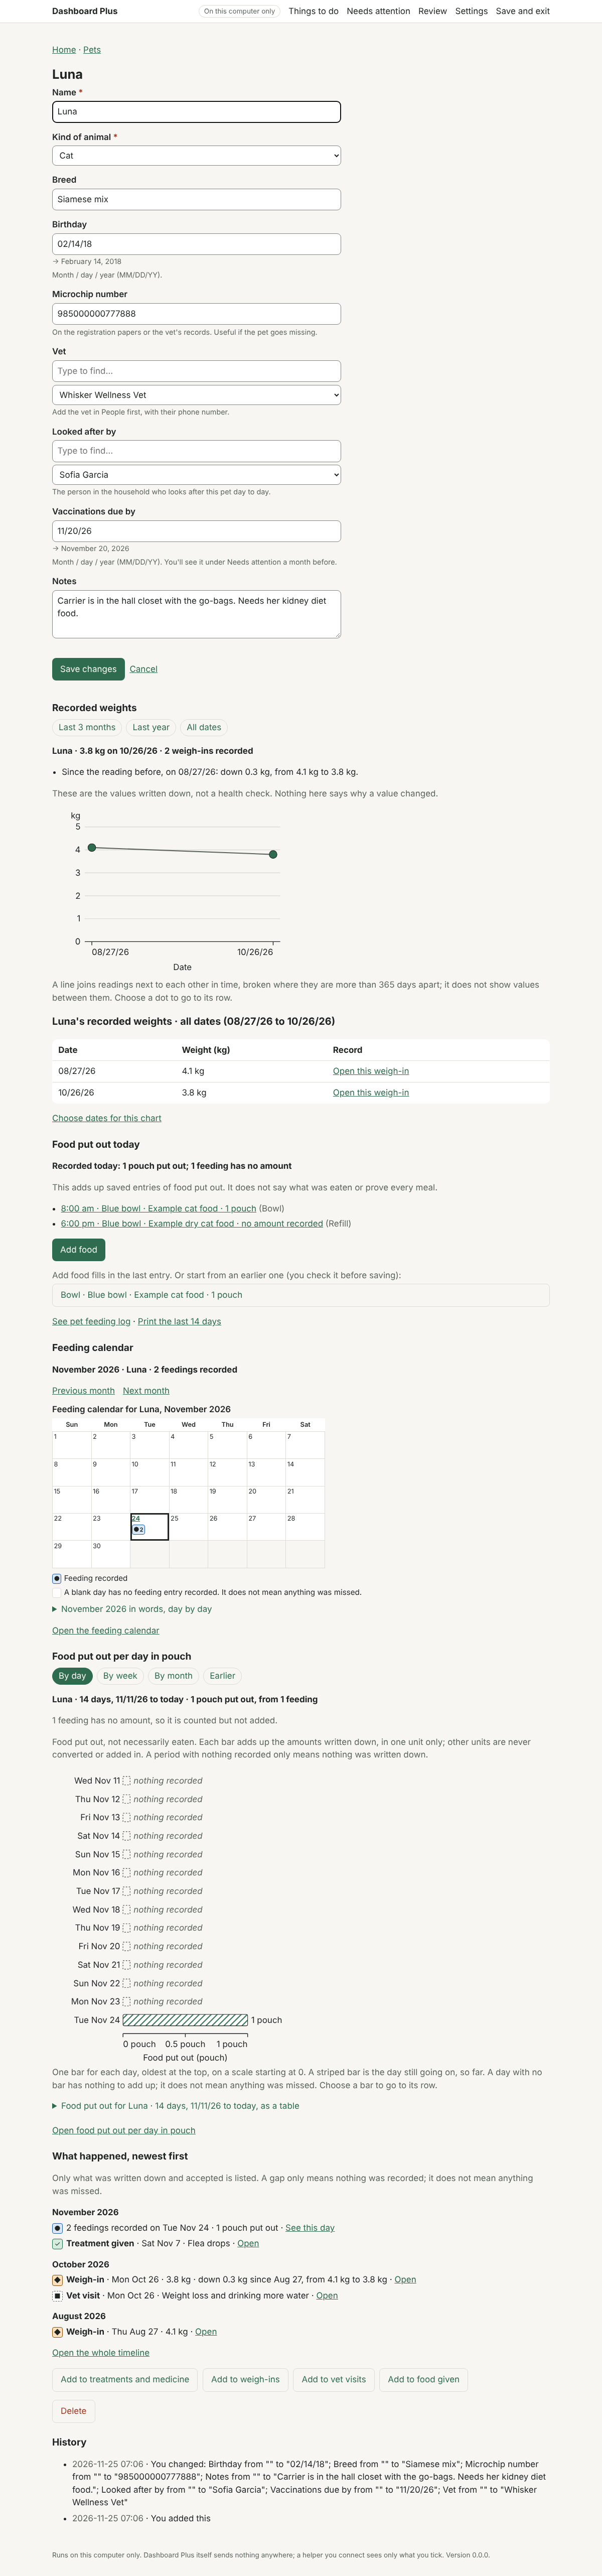 Dashboard Plus
On this computer only
Things to do
Needs attention
Review
Settings
Save and exit
Home · Pets
Luna
Name *
Luna
Kind of animal *
Cat
Breed
Siamese mix
Birthday
02/14/18
→ February 14, 2018
Month / day / year (MM/DD/YY).
Microchip number
985000000777888
On the registration papers or the vet's records. Useful if the pet goes missing.
Vet
Type to find...
Whisker Wellness Vet
Add the vet in People first, with their phone number.
Looked after by
Type to find...
Sofia Garcia
The person in the household who looks after this pet day to day.
Vaccinations due by
11/20/26
→ November 20, 2026
Month / day / year (MM/DD/YY). You'll see it under Needs attention a month before.
Notes
Carrier is in the hall closet with the go-bags. Needs her kidney diet
food.
Save changes
Cancel
Recorded weights
Last 3 months
Last year
All dates
Luna · 3.8 kg on 10/26/26 · 2 weigh-ins recorded
• Since the reading before, on 08/27/26: down 0.3 kg, from 4.1 kg to 3.8 kg.
These are the values written down, not a health check. Nothing here says why a value changed.
kg
5
4
3
2
1
0
08/27/26
10/26/26
Date
A line joins readings next to each other in time, broken where they are more than 365 days apart; it does not show values
between them. Choose a dot to go to its row.
Luna's recorded weights · all dates (08/27/26 to 10/26/26)
Date Weight (kg) Record
08/27/26 4.1 kg Open this weigh-in
10/26/26 3.8 kg Open this weigh-in
Choose dates for this chart
Food put out today
Recorded today: 1 pouch put out; 1 feeding has no amount
This adds up saved entries of food put out. It does not say what was eaten or prove every meal.
• 8:00 am · Blue bowl · Example cat food · 1 pouch (Bowl)
• 6:00 pm · Blue bowl · Example dry cat food · no amount recorded (Refill)
Add food
Add food fills in the last entry. Or start from an earlier one (you check it before saving):
Bowl · Blue bowl · Example cat food · 1 pouch
See pet feeding log · Print the last 14 days
Feeding calendar
November 2026 · Luna · 2 feedings recorded
Previous month
Next month
Feeding calendar for Luna, November 2026
Sun Mon Tue Wed Thu Fri Sat
1 2 3 4 5 6 7
8 9 10 11 12 13 14
15 16 17 18 19 20 21
22 23 24 25 26 27 28
2
29 30
Feeding recorded
A blank day has no feeding entry recorded. It does not mean anything was missed.
▶ November 2026 in words, day by day
Open the feeding calendar
Food put out per day in pouch
By day
By week
By month
Earlier
Luna · 14 days, 11/11/26 to today · 1 pouch put out, from 1 feeding
1 feeding has no amount, so it is counted but not added.
Food put out, not necessarily eaten. Each bar adds up the amounts written down, in one unit only; other units are never
converted or added in. A period with nothing recorded only means nothing was written down.
Wed Nov 11 nothing recorded
Thu Nov 12 nothing recorded
Fri Nov 13 nothing recorded
Sat Nov 14 nothing recorded
Sun Nov 15 nothing recorded
Mon Nov 16 nothing recorded
Tue Nov 17 nothing recorded
Wed Nov 18 nothing recorded
Thu Nov 19 nothing recorded
Fri Nov 20 nothing recorded
Sat Nov 21 nothing recorded
Sun Nov 22 nothing recorded
Mon Nov 23 nothing recorded
Tue Nov 24 1 pouch
0 pouch 0.5 pouch 1 pouch
Food put out (pouch)
One bar for each day, oldest at the top, on a scale starting at 0. A striped bar is the day still going on, so far. A day with no
bar has nothing to add up; it does not mean anything was missed. Choose a bar to go to its row.
▶ Food put out for Luna · 14 days, 11/11/26 to today, as a table
Open food put out per day in pouch
What happened, newest first
Only what was written down and accepted is listed. A gap only means nothing was recorded; it does not mean anything
was missed.
November 2026
2 feedings recorded on Tue Nov 24 · 1 pouch put out · See this day
Treatment given · Sat Nov 7 · Flea drops · Open
October 2026
Weigh-in · Mon Oct 26 · 3.8 kg · down 0.3 kg since Aug 27, from 4.1 kg to 3.8 kg · Open
Vet visit · Mon Oct 26 · Weight loss and drinking more water · Open
August 2026
Weigh-in · Thu Aug 27 · 4.1 kg · Open
Open the whole timeline
Add to treatments and medicine
Add to weigh-ins
Add to vet visits
Add to food given
Delete
History
• 2026-11-25 07:06 · You changed: Birthday from "" to "02/14/18"; Breed from "" to "Siamese mix"; Microchip number
from "" to "985000000777888"; Notes from "" to "Carrier is in the hall closet with the go-bags. Needs her kidney diet
food."; Looked after by from "" to "Sofia Garcia"; Vaccinations due by from "" to "11/20/26"; Vet from "" to "Whisker
Wellness Vet"
• 2026-11-25 07:06 · You added this
Runs on this computer only. Dashboard Plus itself sends nothing anywhere; a helper you connect sees only what you tick. Version 0.0.0.